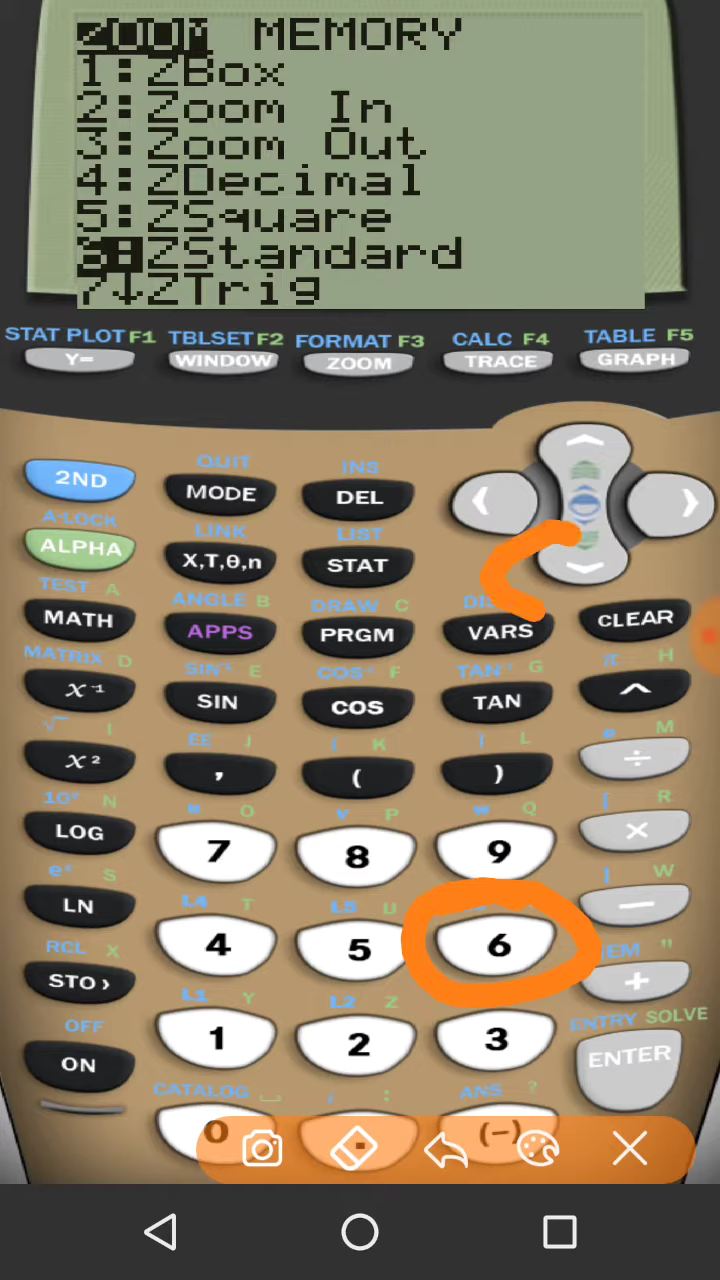 ZOOM MEMORY
1:ZBox
2:Zoom In
3:Zoom Out
4:ZDecimal
5:ZSquare
6:ZStandard
7↓ZTrig
STAT PLOT F1 TBLSET F2 FORMAT F3 CALC F4 TABLE F5
Y= WINDOW ZOOM TRACE GRAPH
QUIT INS
2ND MODE DEL
A-LOCK LINK LIST
ALPHA X,T,θ,n STAT
TEST A ANGLE B DRAW C
MATH APPS PRGM VARS CLEAR
MATRIX D SIN⁻¹ E COS⁻¹ F TAN⁻¹ G π H
x⁻¹ SIN COS TAN ^
√ I EE J { K } L e M
x² , ( ) ÷
10ˣ N u O v P w Q [ R
LOG 7 8 9 ×
eˣ S L4 T L5 U ] W
LN 4 5 6 −
RCL X L1 Y L2 Z "
STO › 1 2 3 +
OFF ENTRY SOLVE
ON ENTER
CATALOG i : ANS ?
0 . (−)